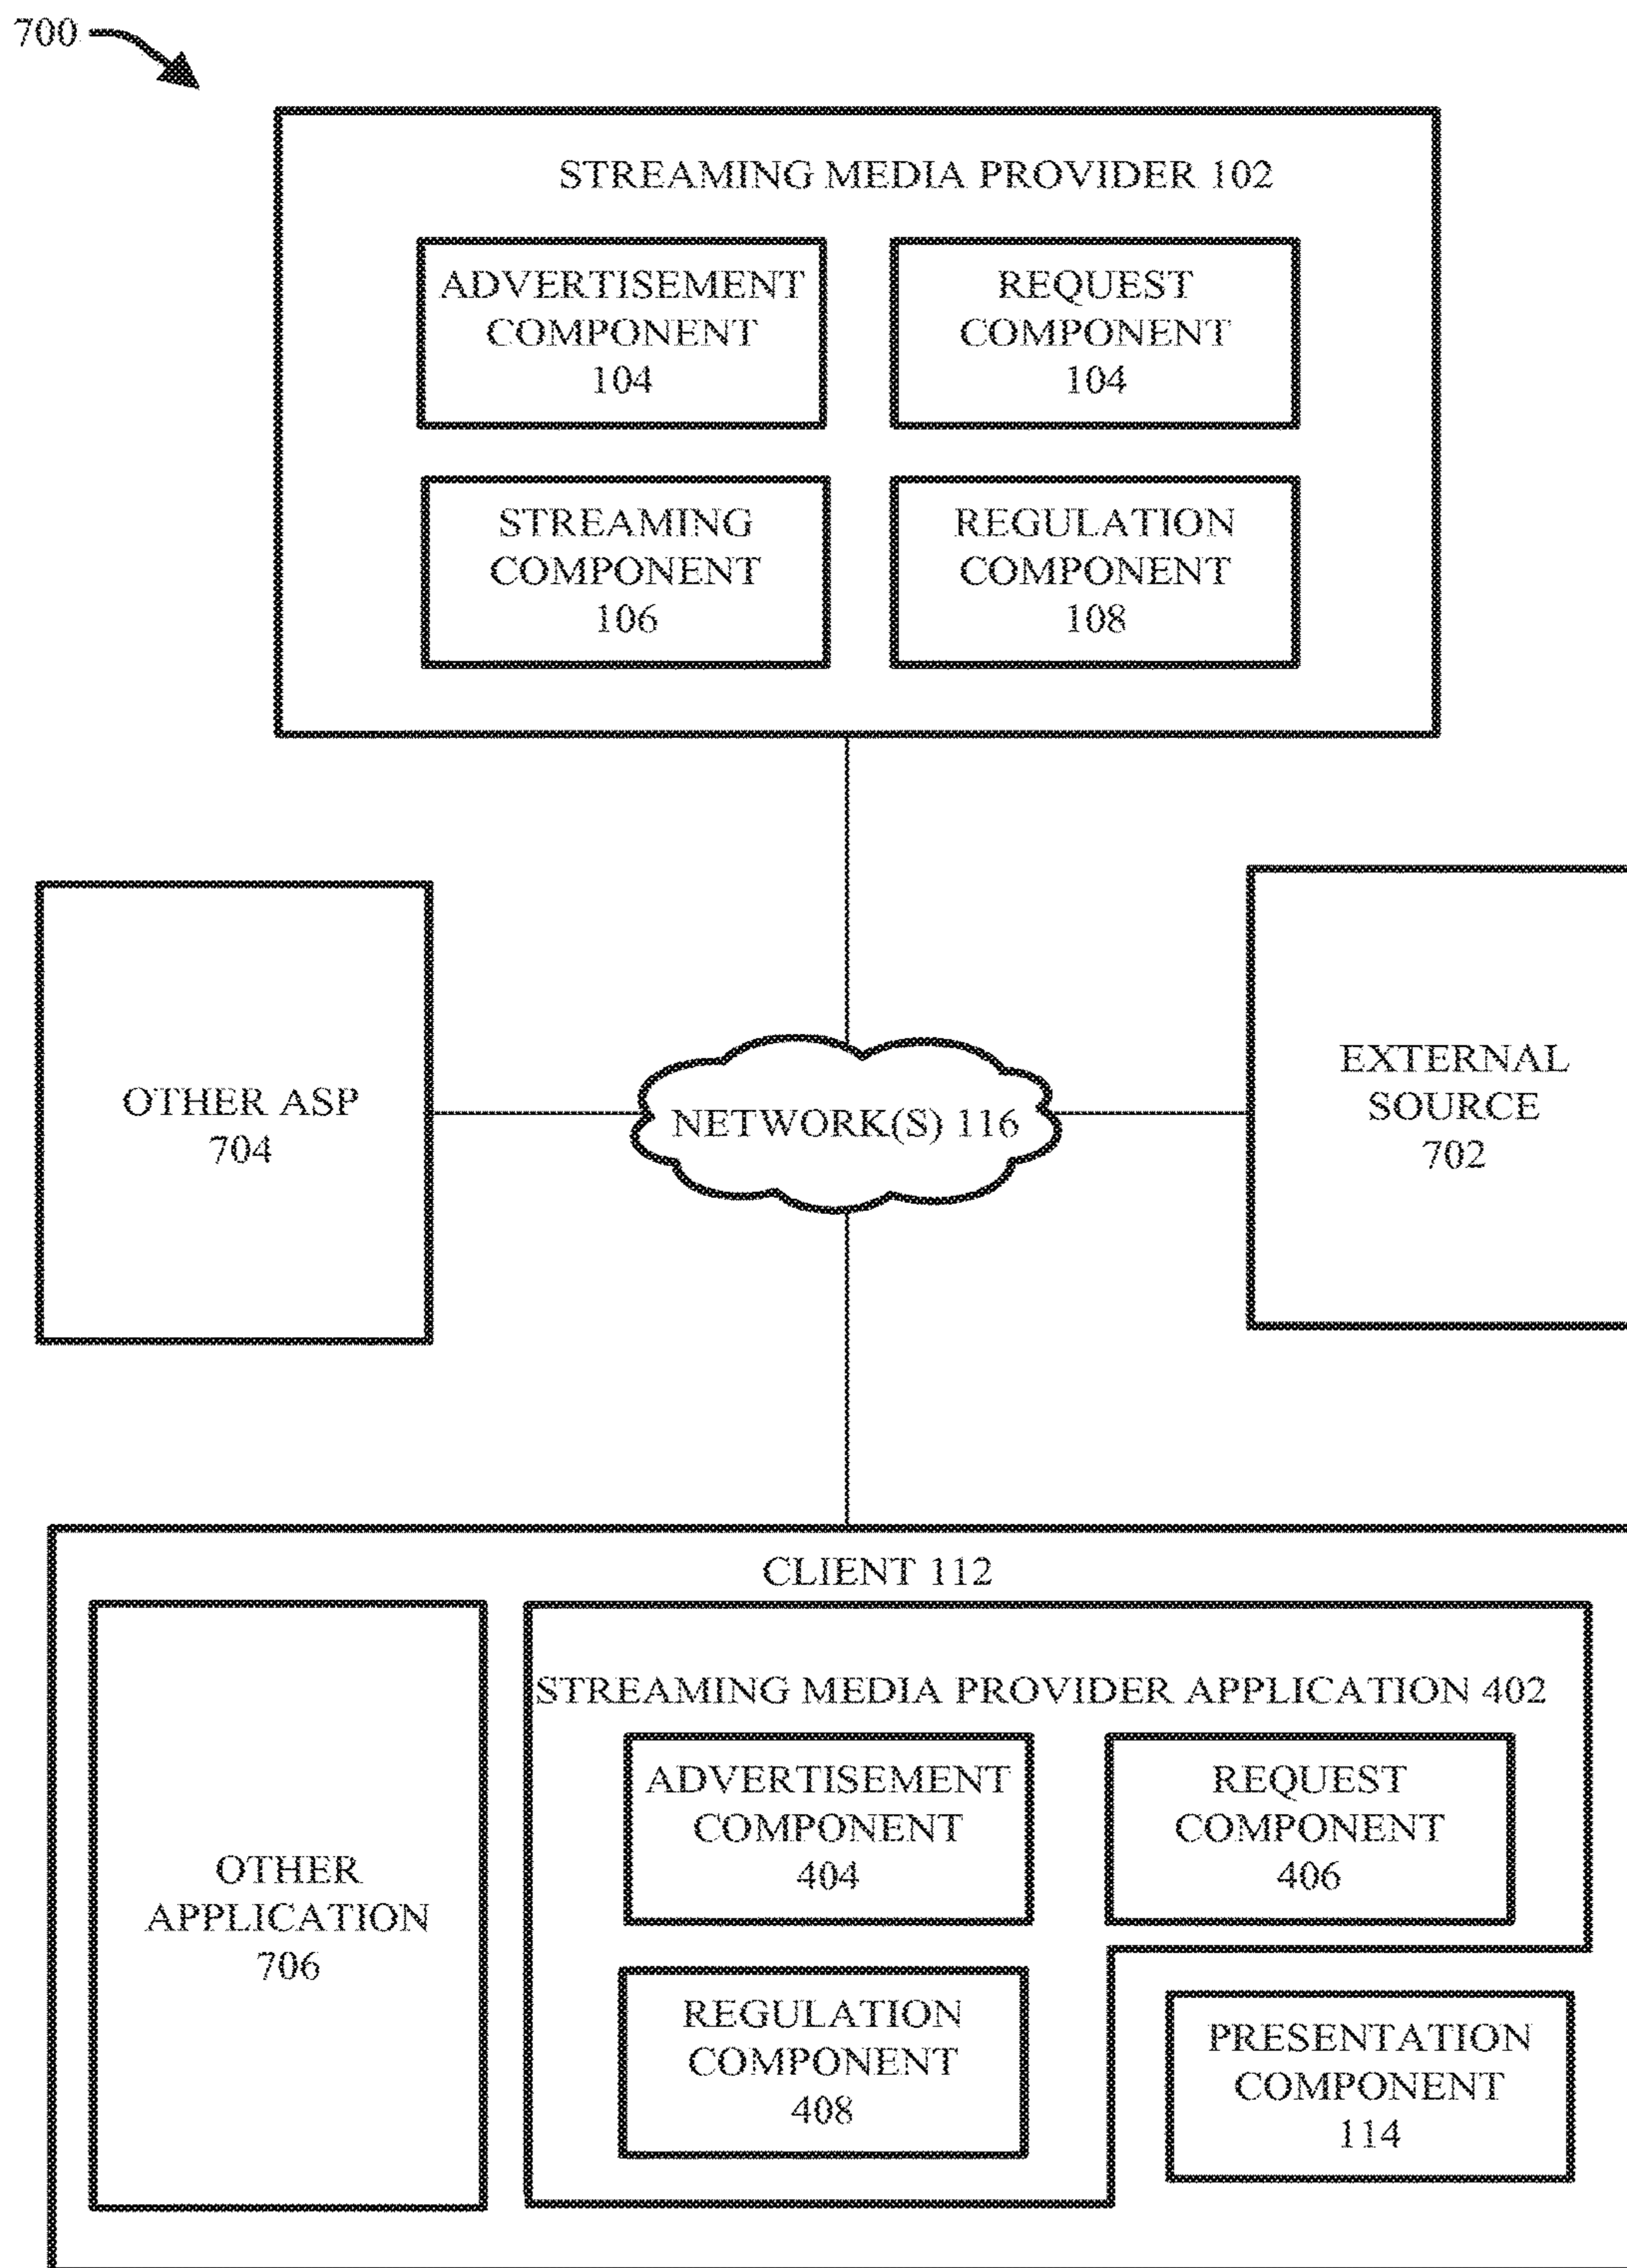 700
STREAMING MEDIA PROVIDER 102
ADVERTISEMENT
COMPONENT
104
REQUEST
COMPONENT
104
STREAMING
COMPONENT
106
REGULATION
COMPONENT
108
OTHER ASP
704
NETWORK(S) 116
EXTERNAL
SOURCE
702
CLIENT 112
OTHER
APPLICATION
706
STREAMING MEDIA PROVIDER APPLICATION 402
ADVERTISEMENT
COMPONENT
404
REQUEST
COMPONENT
406
REGULATION
COMPONENT
408
PRESENTATION
COMPONENT
114